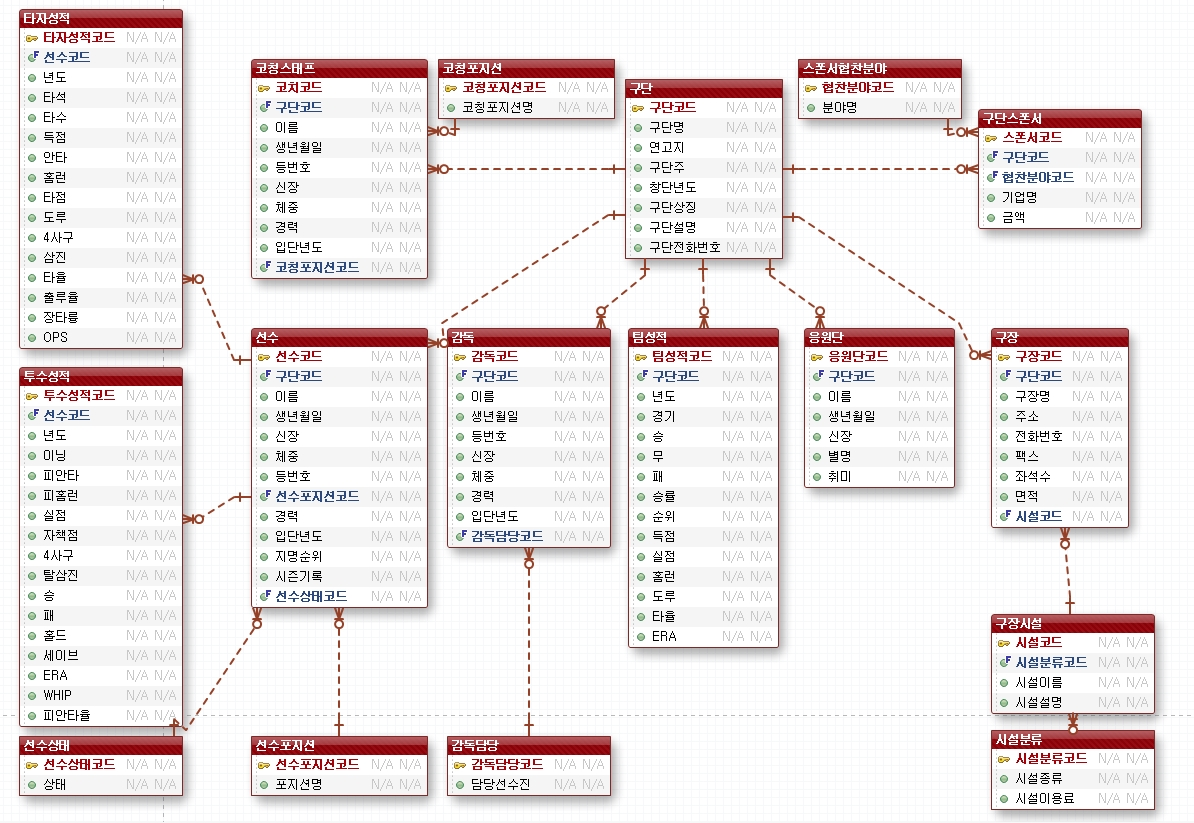 타자성적
타자성적코드 N/A N/A
선수코드 N/A N/A
년도 N/A N/A
타석 N/A N/A
타수 N/A N/A
득점 N/A N/A
안타 N/A N/A
홈런 N/A N/A
타점 N/A N/A
도루 N/A N/A
4사구 N/A N/A
삼진 N/A N/A
타율 N/A N/A
출루율 N/A N/A
장타률 N/A N/A
OPS N/A N/A
코칭스태프
코치코드 N/A N/A
구단코드 N/A N/A
이름 N/A N/A
생년월일 N/A N/A
등번호 N/A N/A
신장 N/A N/A
체중 N/A N/A
경력 N/A N/A
입단년도 N/A N/A
코칭포지션코드 N/A N/A
코칭포지션
코칭포지션코드 N/A N/A
코칭포지션명 N/A N/A
구단
구단코드 N/A N/A
구단명 N/A N/A
연고지 N/A N/A
구단주 N/A N/A
창단년도 N/A N/A
구단상징 N/A N/A
구단설명 N/A N/A
구단전화번호 N/A N/A
스폰서협찬분야
협찬분야코드 N/A N/A
분야명 N/A N/A
구단스폰서
스폰서코드 N/A N/A
구단코드 N/A N/A
협찬분야코드 N/A N/A
기업명 N/A N/A
금액 N/A N/A
투수성적
투수성적코드 N/A N/A
선수코드 N/A N/A
년도 N/A N/A
이닝 N/A N/A
피안타 N/A N/A
피홈런 N/A N/A
실점 N/A N/A
자책점 N/A N/A
4사구 N/A N/A
탈삼진 N/A N/A
승 N/A N/A
패 N/A N/A
홀드 N/A N/A
세이브 N/A N/A
ERA N/A N/A
WHIP N/A N/A
피안타율 N/A N/A
선수
선수코드 N/A N/A
구단코드 N/A N/A
이름 N/A N/A
생년월일 N/A N/A
신장 N/A N/A
체중 N/A N/A
등번호 N/A N/A
선수포지션코드 N/A N/A
경력 N/A N/A
입단년도 N/A N/A
지명순위 N/A N/A
시즌기록 N/A N/A
선수상태코드 N/A N/A
감독
감독코드 N/A N/A
구단코드 N/A N/A
이름 N/A N/A
생년월일 N/A N/A
등번호 N/A N/A
신장 N/A N/A
체중 N/A N/A
경력 N/A N/A
입단년도 N/A N/A
감독담당코드 N/A N/A
팀성적
팀성적코드 N/A N/A
구단코드 N/A N/A
년도 N/A N/A
경기 N/A N/A
승 N/A N/A
무 N/A N/A
패 N/A N/A
승률 N/A N/A
순위 N/A N/A
득점 N/A N/A
실점 N/A N/A
홈런 N/A N/A
도루 N/A N/A
타율 N/A N/A
ERA N/A N/A
응원단
응원단코드 N/A N/A
구단코드 N/A N/A
이름 N/A N/A
생년월일 N/A N/A
신장 N/A N/A
별명 N/A N/A
취미 N/A N/A
구장
구장코드 N/A N/A
구단코드 N/A N/A
구장명 N/A N/A
주소 N/A N/A
전화번호 N/A N/A
팩스 N/A N/A
좌석수 N/A N/A
면적 N/A N/A
시설코드 N/A N/A
구장시설
시설코드 N/A N/A
시설분류코드 N/A N/A
시설이름 N/A N/A
시설설명 N/A N/A
선수상태
선수상태코드 N/A N/A
상태 N/A N/A
선수포지션
선수포지션코드 N/A N/A
포지션명 N/A N/A
감독담당
감독담당코드 N/A N/A
담당선수진 N/A N/A
시설분류
시설분류코드 N/A N/A
시설종류 N/A N/A
시설이용료 N/A N/A